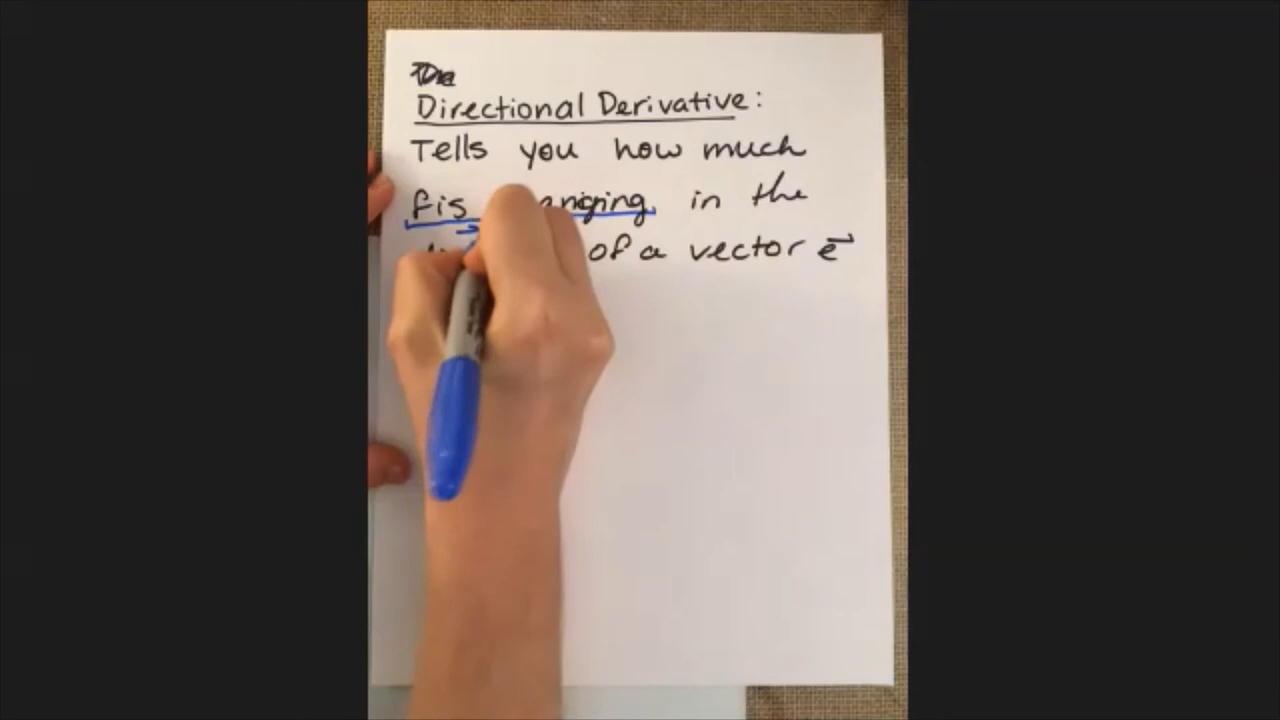 Directional Derivative:
Tells you how much
f is in the
of a vector e⃗